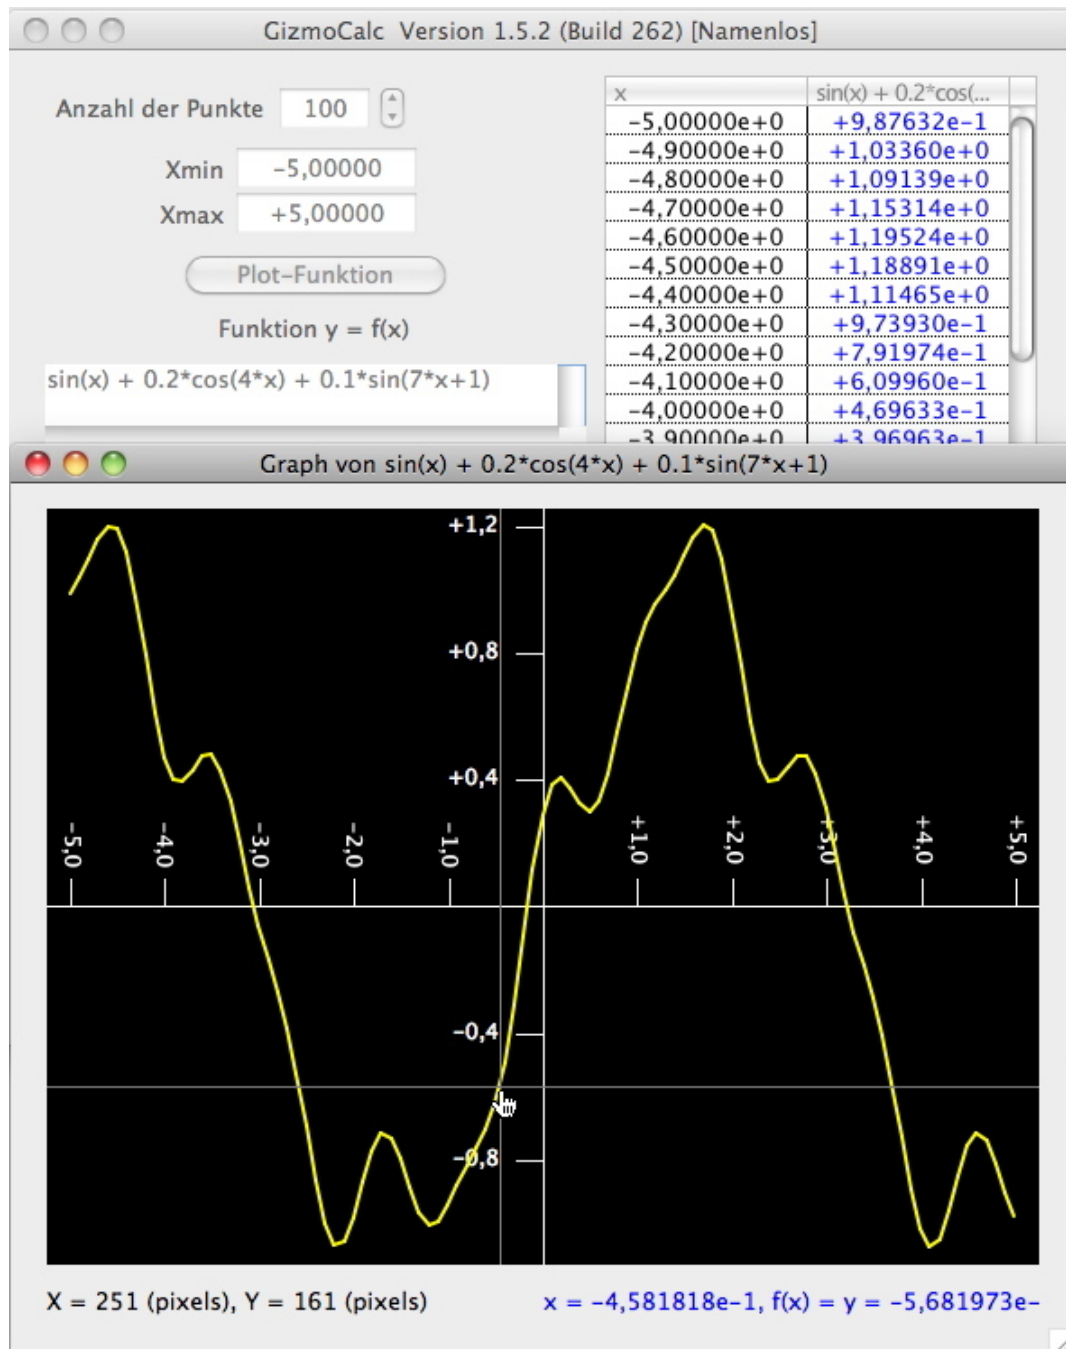 GizmoCalc Version 1.5.2 (Build 262) [Namenlos]
Anzahl der Punkte 100
Xmin -5,00000
Xmax +5,00000
Plot-Funktion
Funktion y = f(x)
sin(x) + 0.2*cos(4*x) + 0.1*sin(7*x+1)
x sin(x) + 0.2*cos(...
-5,00000e+0 +9,87632e-1
-4,90000e+0 +1,03360e+0
-4,80000e+0 +1,09139e+0
-4,70000e+0 +1,15314e+0
-4,60000e+0 +1,19524e+0
-4,50000e+0 +1,18891e+0
-4,40000e+0 +1,11465e+0
-4,30000e+0 +9,73930e-1
-4,20000e+0 +7,91974e-1
-4,10000e+0 +6,09960e-1
-4,00000e+0 +4,69633e-1
-3,90000e+0 +3,96963e-1
Graph von sin(x) + 0.2*cos(4*x) + 0.1*sin(7*x+1)
+1,2
+0,8
+0,4
-5,0 -4,0 -3,0 -2,0 -1,0 +1,0 +2,0 +3,0 +4,0 +5,0
-0,4
-0,8
X = 251 (pixels), Y = 161 (pixels)
x = -4,581818e-1, f(x) = y = -5,681973e-